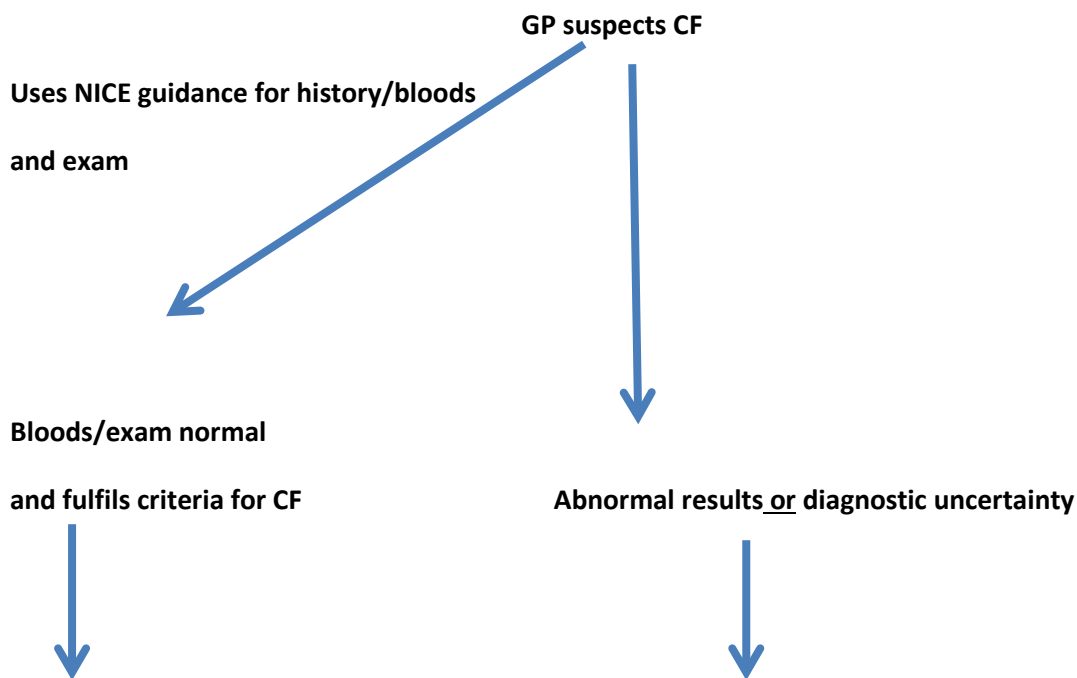 GP suspects CF
Uses NICE guidance for history/bloods
and exam
Bloods/exam normal
and fulfils criteria for CF
Abnormal results or diagnostic uncertainty